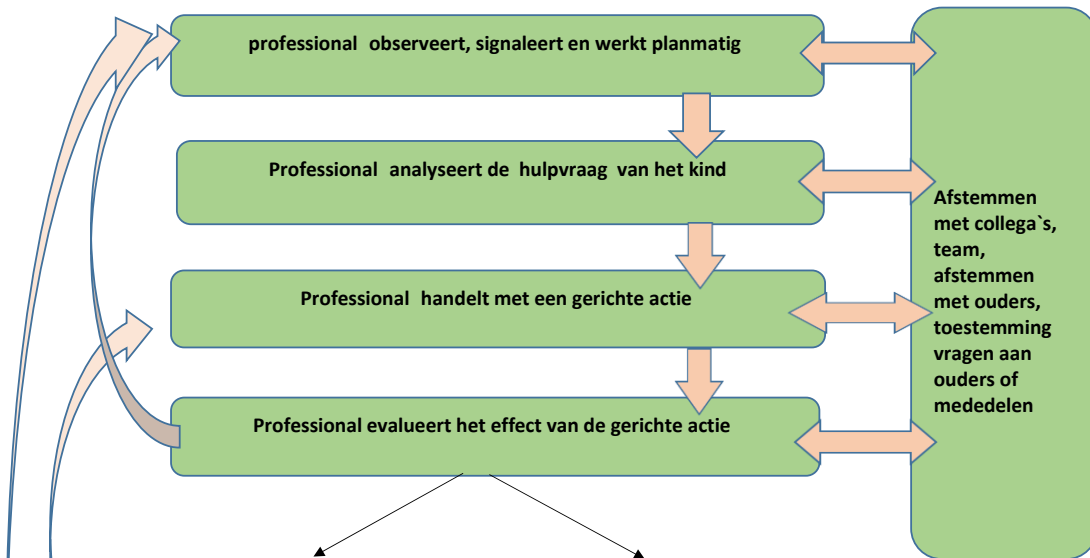 professional observeert, signaleert en werkt planmatig
Professional analyseert de hulpvraag van het kind
Professional handelt met een gerichte actie
Professional evalueert het effect van de gerichte actie
Afstemmen
met collega`s,
team,
afstemmen
met ouders,
toestemming
vragen aan
ouders of
mededelen